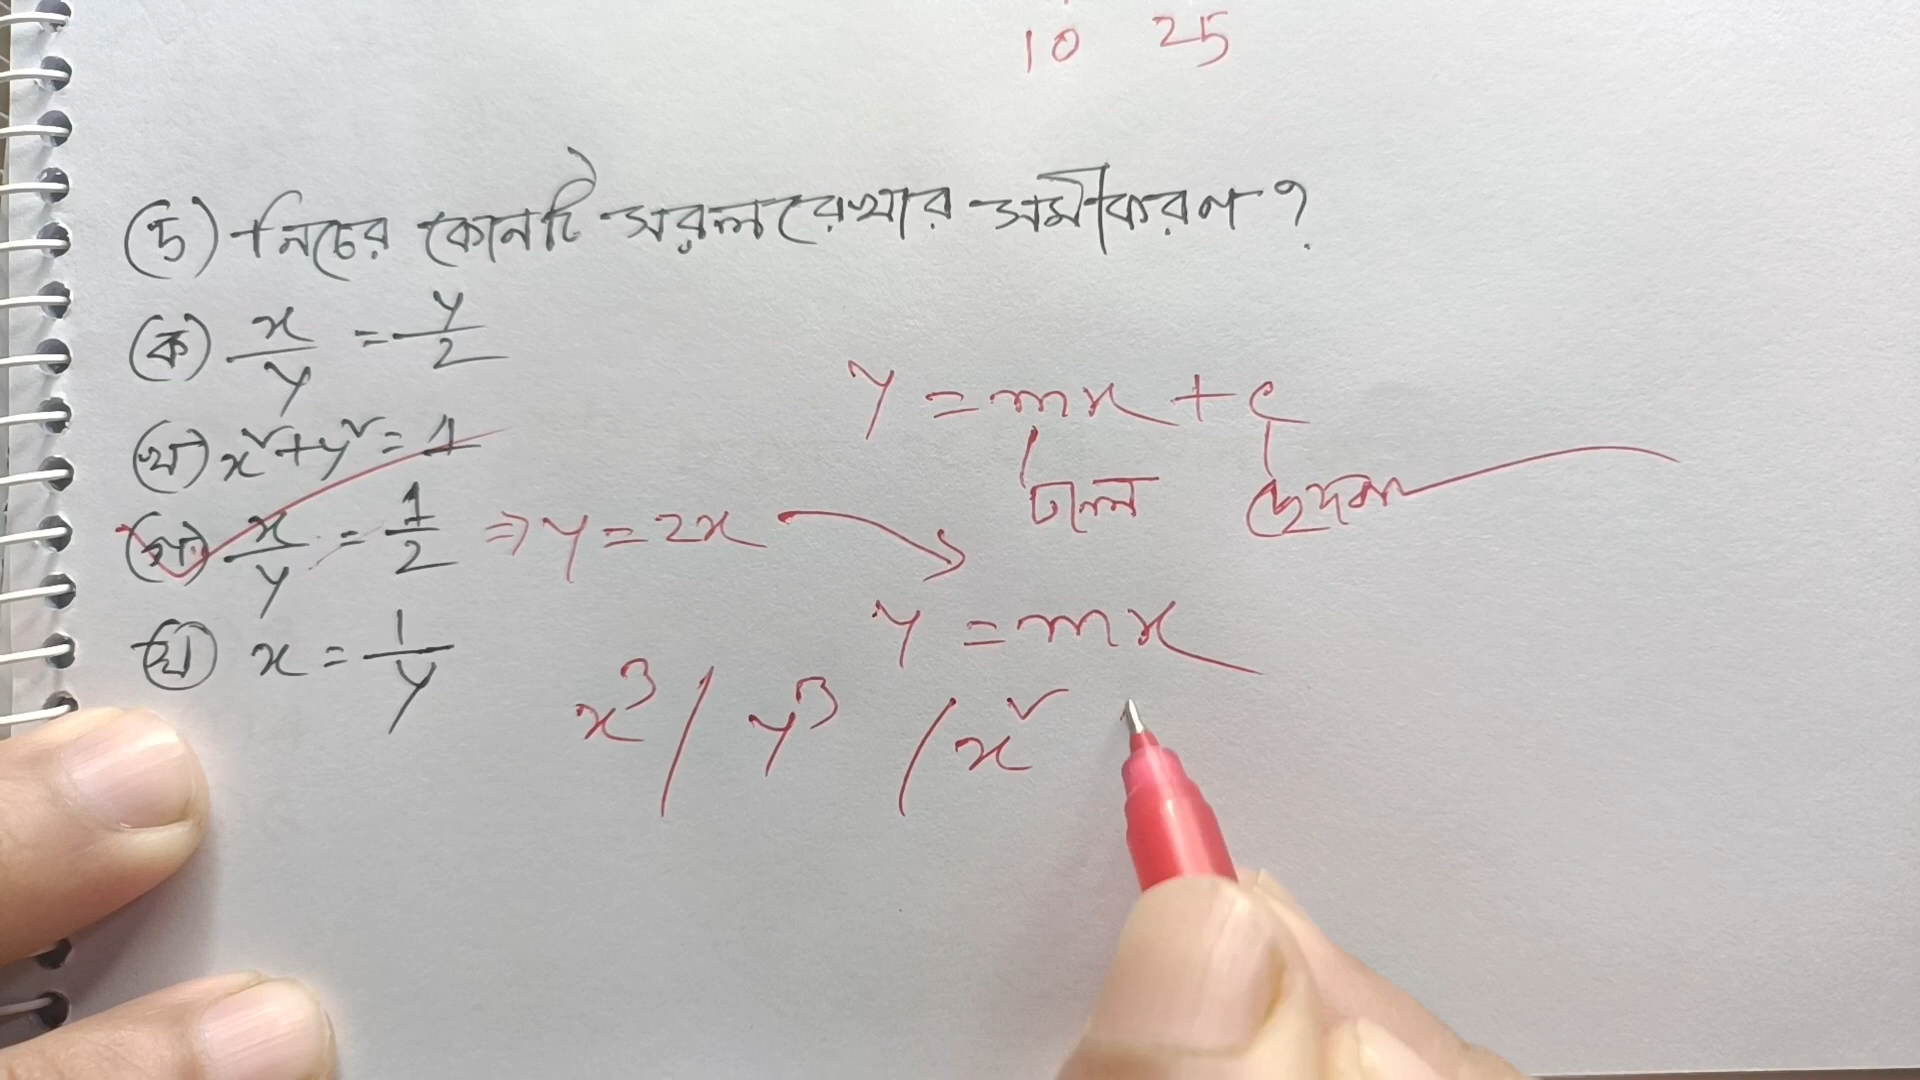 10 25
(5) নিচের কোনটি সরলরেখার সমীকরণ?
(ক) x/y = y/2
(খ) x²+y²=1
(গ) x/y = 1/2 ⇒ y=2x
(ঘ) x = 1/y
y = mx + c
ঢাল ছেদক
y = mx
x³ / y³ / x²